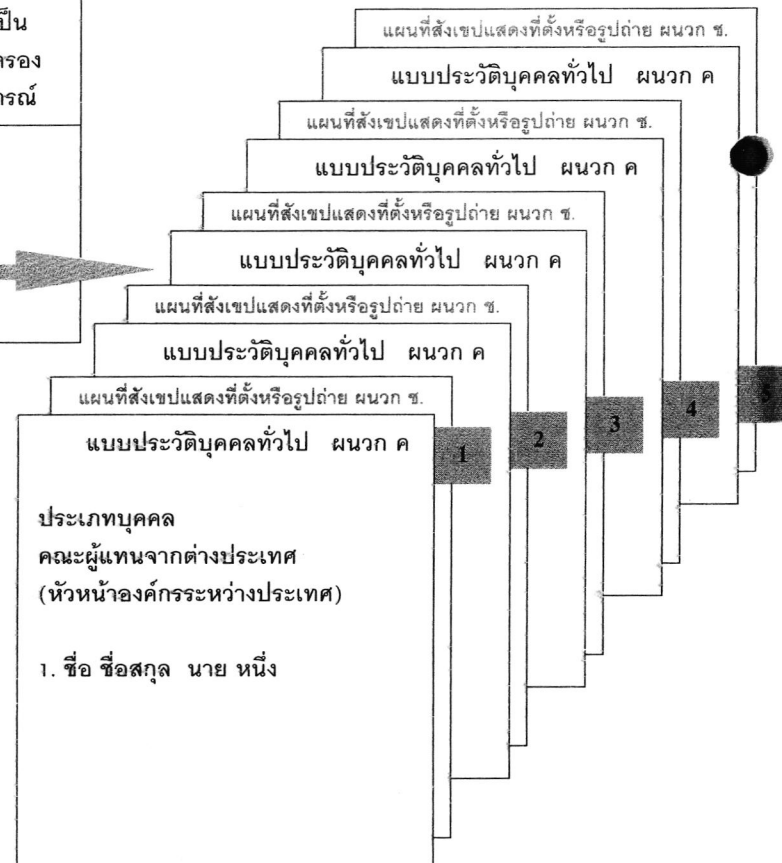 เป็น
แผนที่สังเขปแสดงที่ตั้งหรือรูปถ่าย ผนวก ช.
แบบประวัติบุคคลทั่วไป ผนวก ค
แผนที่สังเขปแสดงที่ตั้งหรือรูปถ่าย ผนวก ช.
แบบประวัติบุคคลทั่วไป ผนวก ค
แผนที่สังเขปแสดงที่ตั้งหรือรูปถ่าย ผนวก ช.
แบบประวัติบุคคลทั่วไป ผนวก ค
แผนที่สังเขปแสดงที่ตั้งหรือรูปถ่าย ผนวก ช.
แบบประวัติบุคคลทั่วไป ผนวก ค
แผนที่สังเขปแสดงที่ตั้งหรือรูปถ่าย ผนวก ช.
แบบประวัติบุคคลทั่วไป ผนวก ค
1
2
3
4
5
ประเภทบุคคล
คณะผู้แทนจากต่างประเทศ
(หัวหน้าองค์กรระหว่างประเทศ)
1. ชื่อ ชื่อสกุล นาย หนึ่ง